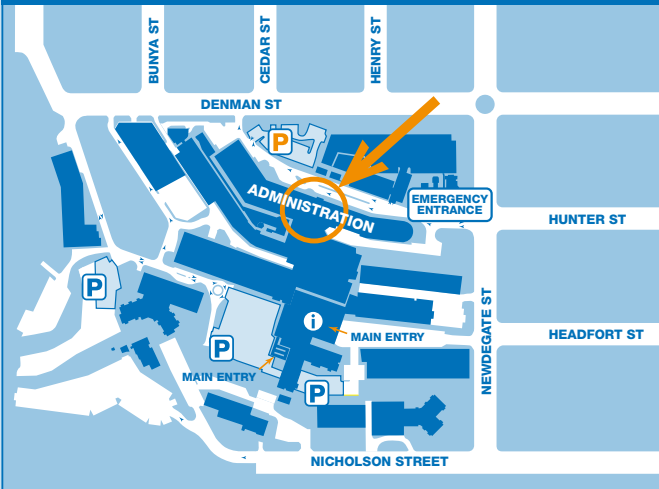 BUNYA ST
CEDAR ST
HENRY ST
DENMAN ST
P
ADMINISTRATION
EMERGENCY
ENTRANCE
HUNTER ST
P
i
NEWDEGATE ST
MAIN ENTRY
HEADFORT ST
P
MAIN ENTRY
P
NICHOLSON STREET